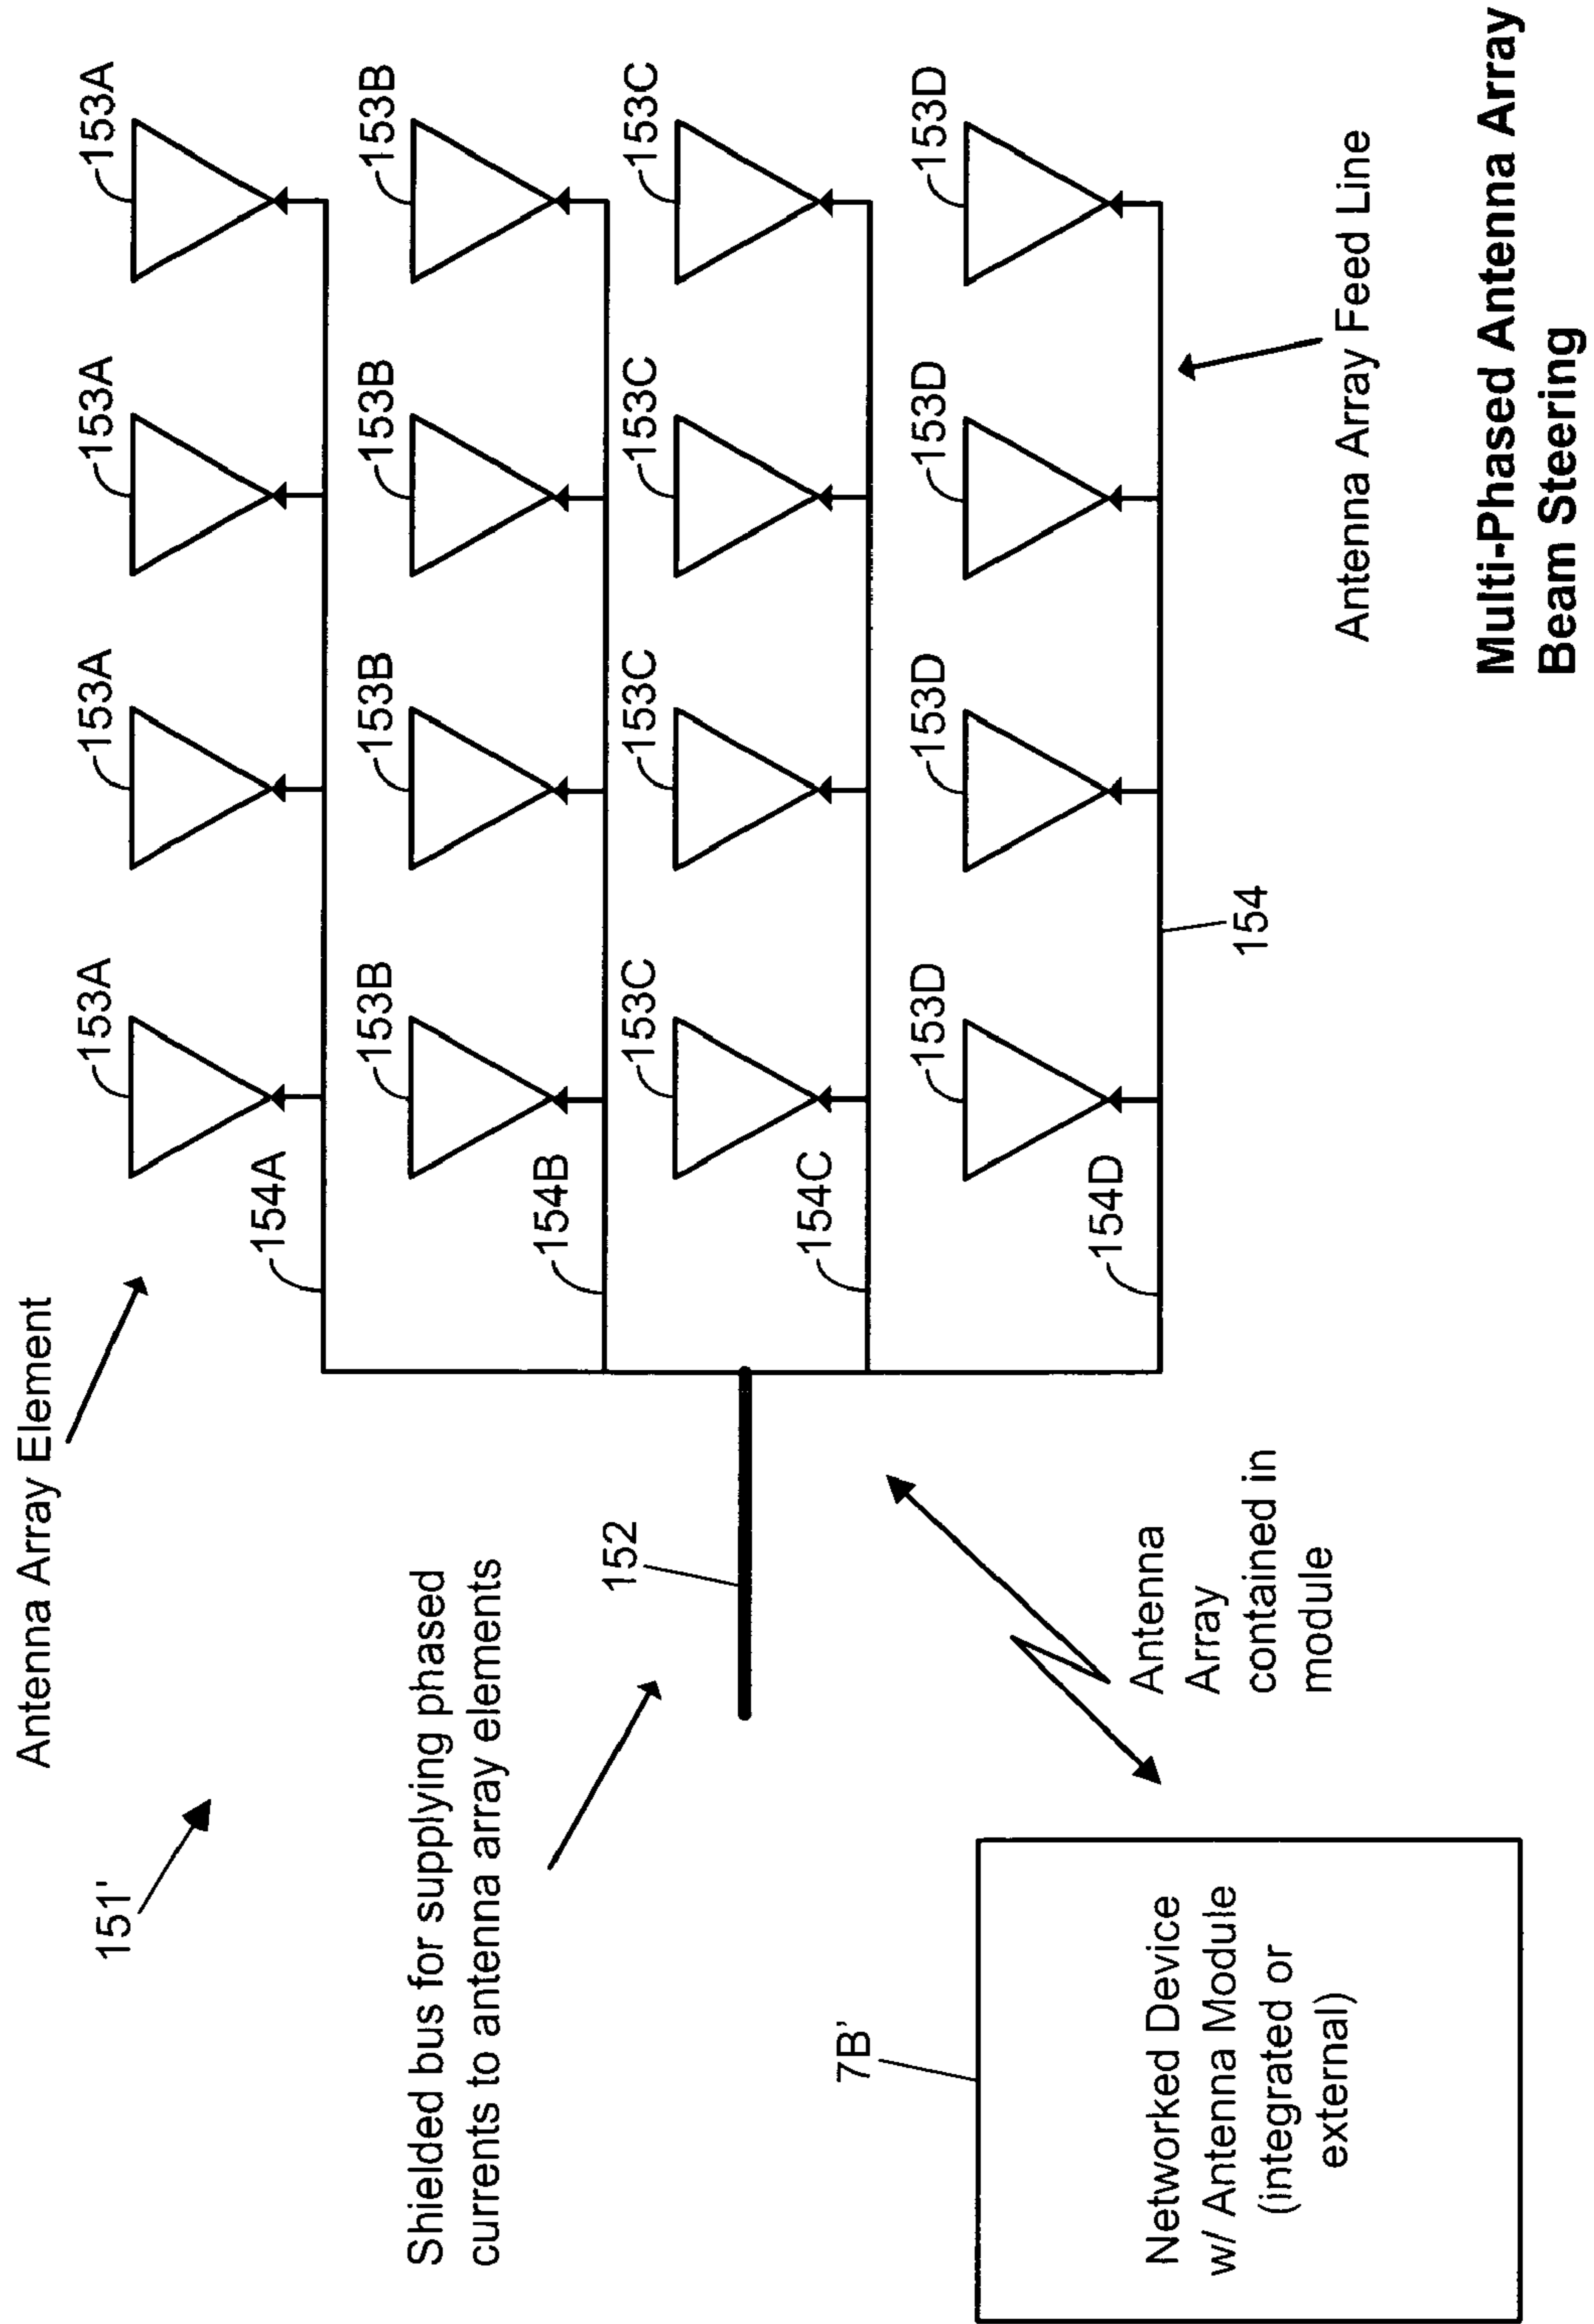 151'
Antenna Array Element
153A
153A
153A
153A
154A
Shielded bus for supplying phased
currents to antenna array elements
153B
153B
153B
153B
154B
152
153C
153C
153C
153C
154C
7B'
153D
153D
153D
153D
154D
Networked Device
w/ Antenna Module
(integrated or
external)
Antenna
Array
contained in
module
154
Antenna Array Feed Line
Multi-Phased Antenna Array
Beam Steering